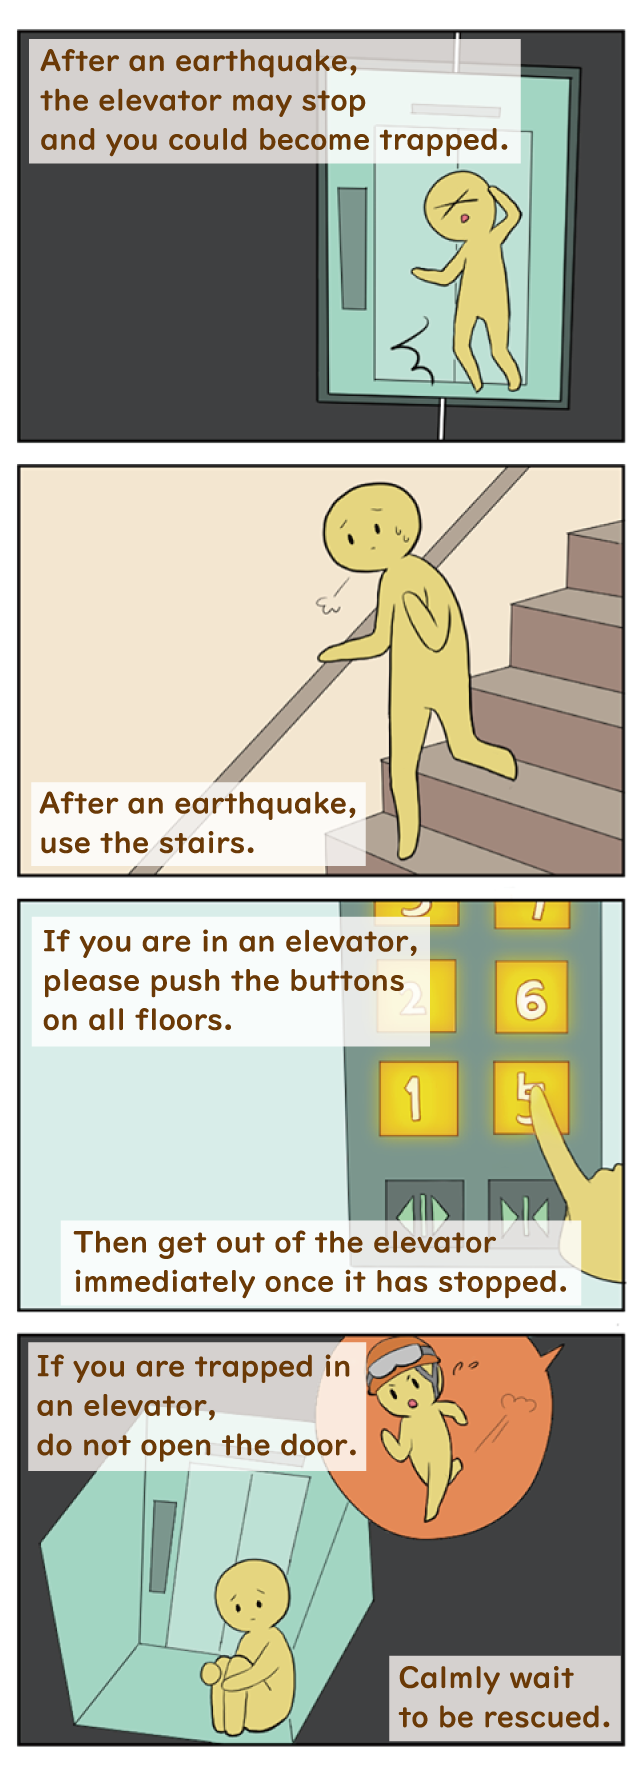 After an earthquake,
the elevator may stop
and you could become trapped.
After an earthquake,
use the stairs.
If you are in an elevator,
please push the buttons
on all floors.
3 7
2 6
1 5
Then get out of the elevator
immediately once it has stopped.
If you are trapped in
an elevator,
do not open the door.
Calmly wait
to be rescued.